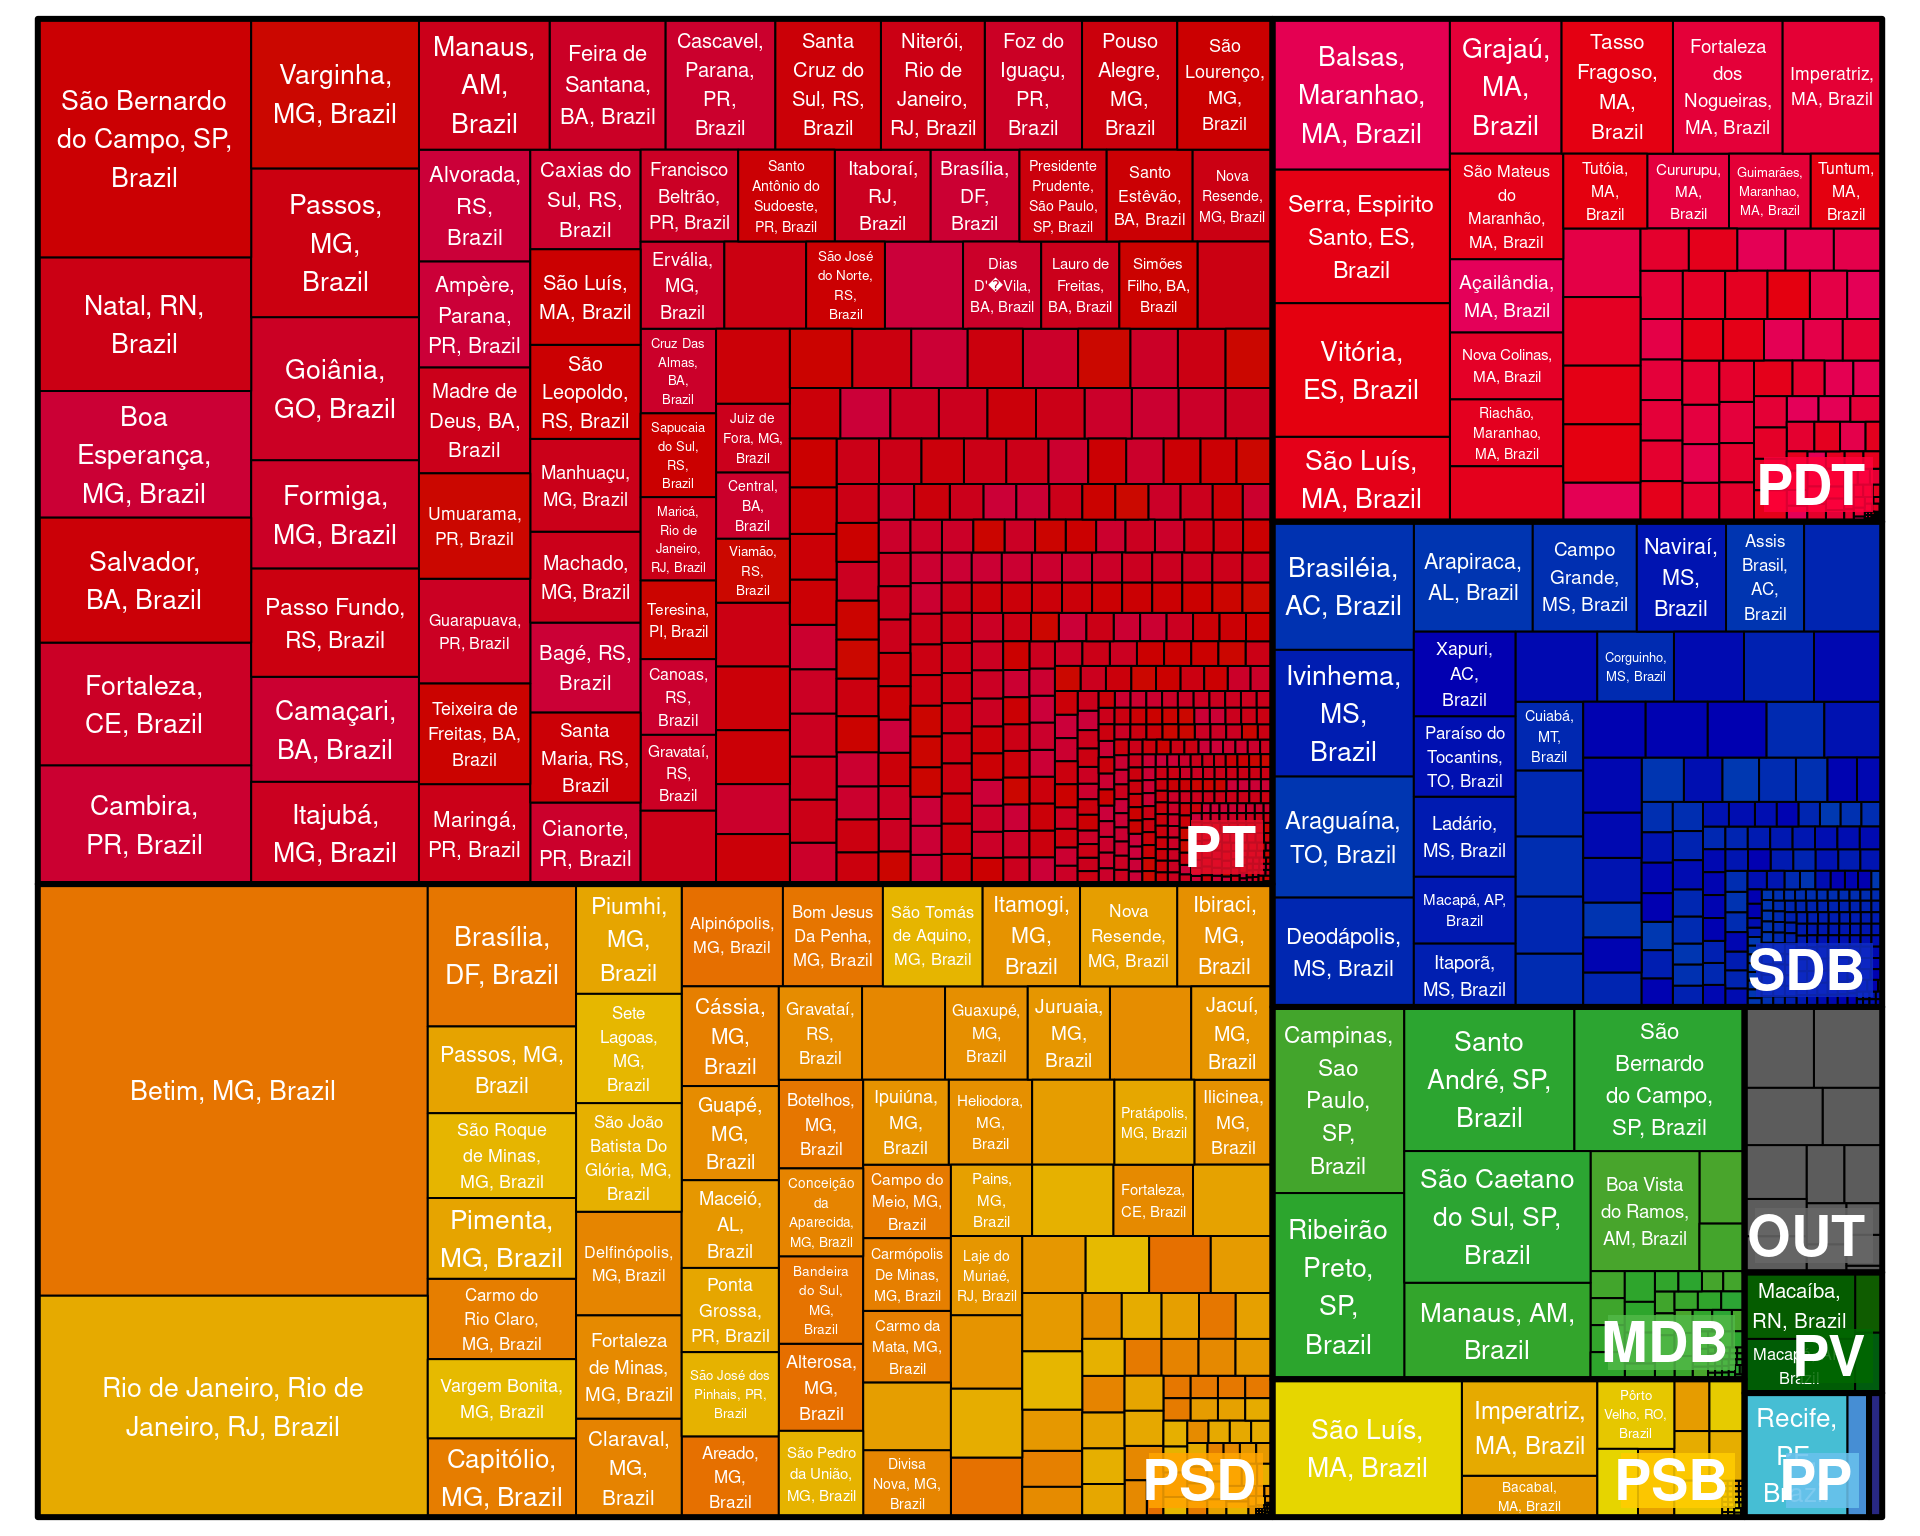 São Bernardo
do Campo, SP,
Brazil
Natal, RN,
Brazil
Boa
Esperança,
MG, Brazil
Salvador,
BA, Brazil
Fortaleza,
CE, Brazil
Cambira,
PR, Brazil
Varginha,
MG, Brazil
Passos,
MG,
Brazil
Goiânia,
GO, Brazil
Formiga,
MG, Brazil
Passo Fundo,
RS, Brazil
Camaçari,
BA, Brazil
Itajubá,
MG, Brazil
Manaus,
AM,
Brazil
Feira de
Santana,
BA, Brazil
Cascavel,
Parana,
PR,
Brazil
Santa
Cruz do
Sul, RS,
Brazil
Niterói,
Rio de
Janeiro,
RJ, Brazil
Foz do
Iguaçu,
PR,
Brazil
Pouso
Alegre,
MG,
Brazil
São
Lourenço,
MG,
Brazil
Alvorada,
RS,
Brazil
Ampère,
Parana,
PR, Brazil
Madre de
Deus, BA,
Brazil
Umuarama,
PR, Brazil
Guarapuava,
PR, Brazil
Teixeira de
Freitas, BA,
Brazil
Maringá,
PR, Brazil
Caxias do
Sul, RS,
Brazil
São Luís,
MA, Brazil
São
Leopoldo,
RS, Brazil
Manhuaçu,
MG, Brazil
Machado,
MG, Brazil
Bagé, RS,
Brazil
Santa
Maria, RS,
Brazil
Cianorte,
PR, Brazil
Francisco
Beltrão,
PR, Brazil
Santo
Antônio do
Sudoeste,
PR, Brazil
Itaboraí,
RJ,
Brazil
Brasília,
DF,
Brazil
Presidente
Prudente,
São Paulo,
SP, Brazil
Santo
Estêvão,
BA, Brazil
Nova
Resende,
MG, Brazil
Ervália,
MG,
Brazil
São José
do Norte,
RS,
Brazil
Dias
D'�Vila,
BA, Brazil
Lauro de
Freitas,
BA, Brazil
Simões
Filho, BA,
Brazil
Cruz Das
Almas,
BA,
Brazil
Sapucaia
do Sul,
RS,
Brazil
Maricá,
Rio de
Janeiro,
RJ, Brazil
Teresina,
PI, Brazil
Canoas,
RS,
Brazil
Gravataí,
RS,
Brazil
Juiz de
Fora, MG,
Brazil
Central,
BA,
Brazil
Viamão,
RS,
Brazil
PT
Balsas,
Maranhao,
MA, Brazil
Serra, Espirito
Santo, ES,
Brazil
Vitória,
ES, Brazil
São Luís,
MA, Brazil
Grajaú,
MA,
Brazil
Tasso
Fragoso,
MA,
Brazil
Fortaleza
dos
Nogueiras,
MA, Brazil
Imperatriz,
MA, Brazil
São Mateus
do
Maranhão,
MA, Brazil
Açailândia,
MA, Brazil
Nova Colinas,
MA, Brazil
Riachão,
Maranhao,
MA, Brazil
Tutóia,
MA,
Brazil
Cururupu,
MA,
Brazil
Guimarães,
Maranhao,
MA, Brazil
Tuntum,
MA,
Brazil
PDT
Brasiléia,
AC, Brazil
Ivinhema,
MS,
Brazil
Araguaína,
TO, Brazil
Deodápolis,
MS, Brazil
Arapiraca,
AL, Brazil
Campo
Grande,
MS, Brazil
Naviraí,
MS,
Brazil
Assis
Brasil,
AC,
Brazil
Xapuri,
AC,
Brazil
Paraíso do
Tocantins,
TO, Brazil
Ladário,
MS, Brazil
Macapá, AP,
Brazil
Itaporã,
MS, Brazil
Corguinho,
MS, Brazil
Cuiabá,
MT,
Brazil
SDB
Betim, MG, Brazil
Rio de Janeiro, Rio de
Janeiro, RJ, Brazil
Brasília,
DF, Brazil
Passos, MG,
Brazil
São Roque
de Minas,
MG, Brazil
Pimenta,
MG, Brazil
Carmo do
Rio Claro,
MG, Brazil
Vargem Bonita,
MG, Brazil
Capitólio,
MG, Brazil
Piumhi,
MG,
Brazil
Sete
Lagoas,
MG,
Brazil
São João
Batista Do
Glória, MG,
Brazil
Delfinópolis,
MG, Brazil
Fortaleza
de Minas,
MG, Brazil
Claraval,
MG,
Brazil
Alpinópolis,
MG, Brazil
Bom Jesus
Da Penha,
MG, Brazil
São Tomás
de Aquino,
MG, Brazil
Itamogi,
MG,
Brazil
Nova
Resende,
MG, Brazil
Ibiraci,
MG,
Brazil
Cássia,
MG,
Brazil
Guapé,
MG,
Brazil
Maceió,
AL,
Brazil
Ponta
Grossa,
PR, Brazil
São José dos
Pinhais, PR,
Brazil
Areado,
MG,
Brazil
Gravataí,
RS,
Brazil
Guaxupé,
MG,
Brazil
Juruaia,
MG,
Brazil
Jacuí,
MG,
Brazil
Botelhos,
MG,
Brazil
Conceição
da
Aparecida,
MG, Brazil
Bandeira
do Sul,
MG,
Brazil
Alterosa,
MG,
Brazil
São Pedro
da União,
MG, Brazil
Ipuiúna,
MG,
Brazil
Heliodora,
MG,
Brazil
Pratápolis,
MG, Brazil
Ilicinea,
MG,
Brazil
Campo do
Meio, MG,
Brazil
Carmópolis
De Minas,
MG, Brazil
Carmo da
Mata, MG,
Brazil
Divisa
Nova, MG,
Brazil
Pains,
MG,
Brazil
Fortaleza,
CE, Brazil
Laje do
Muriaé,
RJ, Brazil
PSD
Campinas,
Sao
Paulo,
SP,
Brazil
Ribeirão
Preto,
SP,
Brazil
Santo
André, SP,
Brazil
São
Bernardo
do Campo,
SP, Brazil
São Caetano
do Sul, SP,
Brazil
Manaus, AM,
Brazil
Boa Vista
do Ramos,
AM, Brazil
MDB
OUT
Macaíba,
RN, Brazil
PV
São Luís,
MA, Brazil
Imperatriz,
MA, Brazil
Bacabal,
MA, Brazil
Pôrto
Velho, RO,
Brazil
PSB
Recife,
PP